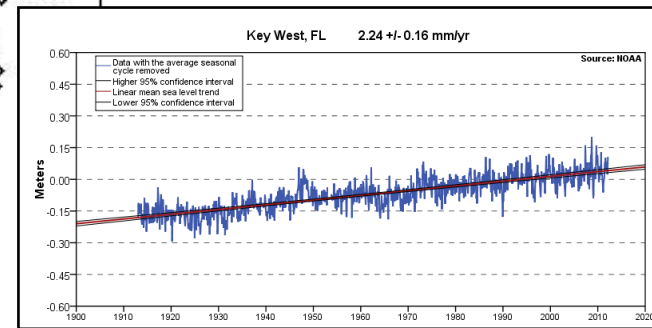 Key West, FL 2.24 +/- 0.16 mm/yr
Source: NOAA
Data with the average seasonal
cycle removed
Higher 95% confidence interval
Linear mean sea level trend
Lower 95% confidence interval
Meters
0.60
0.45
0.30
0.15
0.00
-0.15
-0.30
-0.45
-0.60
1900 1910 1920 1930 1940 1950 1960 1970 1980 1990 2000 2010 2020